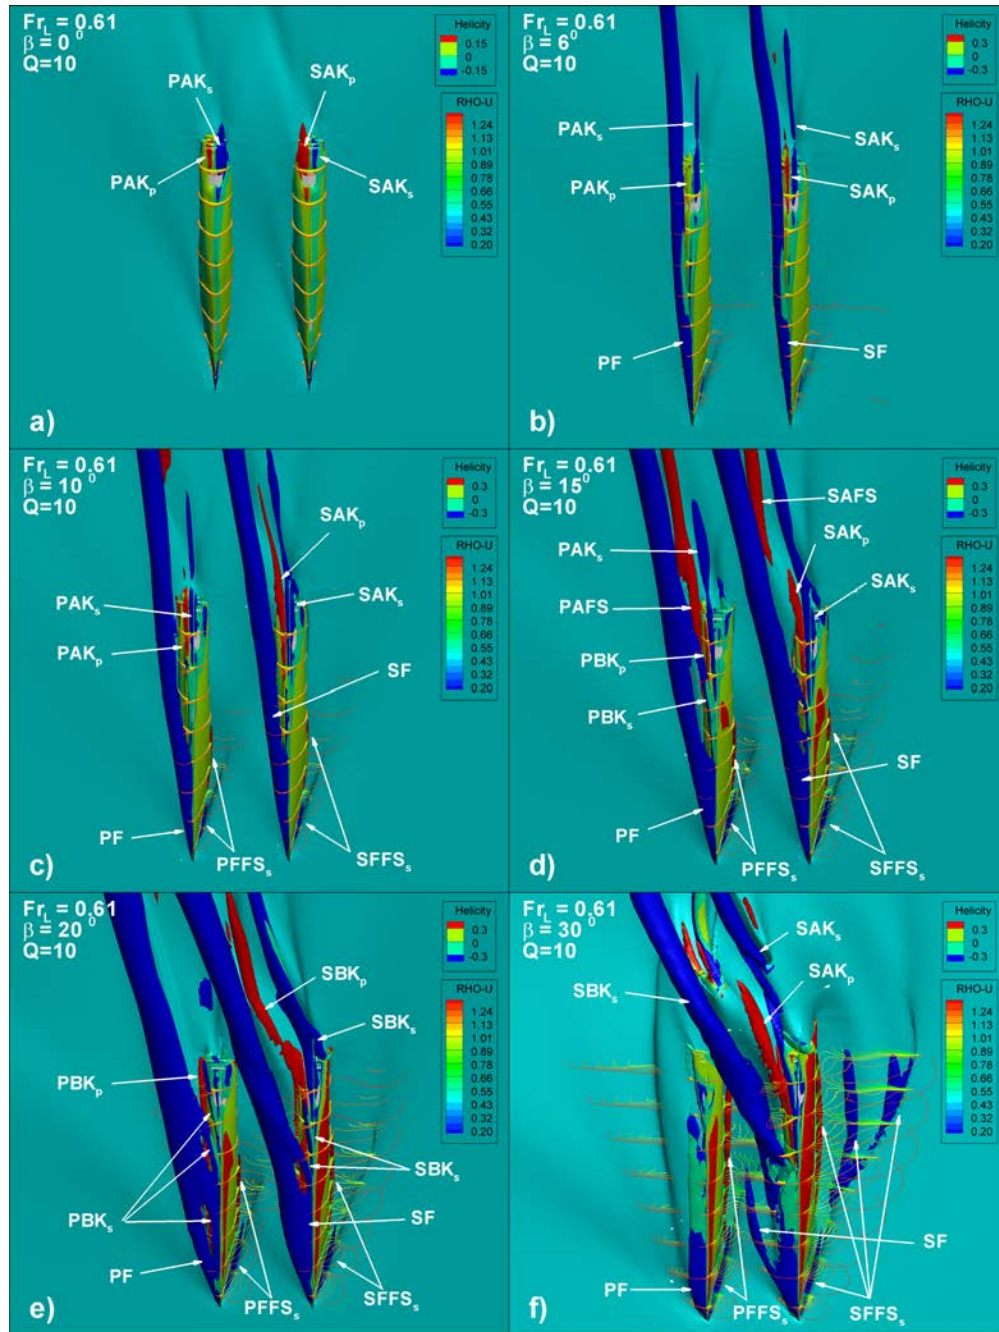 Fr_L = 0.61
β = 0⁰
Q=10
Helicity
0.15
0
-0.15
RHO-U
1.24
1.13
1.01
0.89
0.78
0.66
0.55
0.43
0.32
0.20
PAK_s
SAK_p
PAK_p
SAK_s
a)
Fr_L = 0.61
β = 6⁰
Q=10
Helicity
0.3
0
-0.3
RHO-U
1.24
1.13
1.01
0.89
0.78
0.66
0.55
0.43
0.32
0.20
PAK_s
SAK_s
PAK_p
SAK_p
PF
SF
b)
Fr_L = 0.61
β = 10⁰
Q=10
Helicity
0.3
0
-0.3
RHO-U
1.24
1.13
1.01
0.89
0.78
0.66
0.55
0.43
0.32
0.20
SAK_p
PAK_s
SAK_s
PAK_p
SF
PF
PFFS_s
SFFS_s
c)
Fr_L = 0.61
β = 15⁰
Q=10
Helicity
0.3
0
-0.3
RHO-U
1.24
1.13
1.01
0.89
0.78
0.66
0.55
0.43
0.32
0.20
SAFS
SAK_p
PAK_s
SAK_s
PAFS
PBK_p
PBK_s
SF
PF
PFFS_s
SFFS_s
d)
Fr_L = 0.61
β = 20⁰
Q=10
Helicity
0.3
0
-0.3
RHO-U
1.24
1.13
1.01
0.89
0.78
0.66
0.55
0.43
0.32
0.20
SBK_p
SBK_s
PBK_p
SBK_s
PBK_s
SF
PF
PFFS_s
SFFS_s
e)
Fr_L = 0.61
β = 30⁰
Q=10
Helicity
0.3
0
-0.3
RHO-U
1.24
1.13
1.01
0.89
0.78
0.66
0.55
0.43
0.32
0.20
SAK_s
SBK_s
SAK_p
SF
PF
PFFS_s
SFFS_s
f)